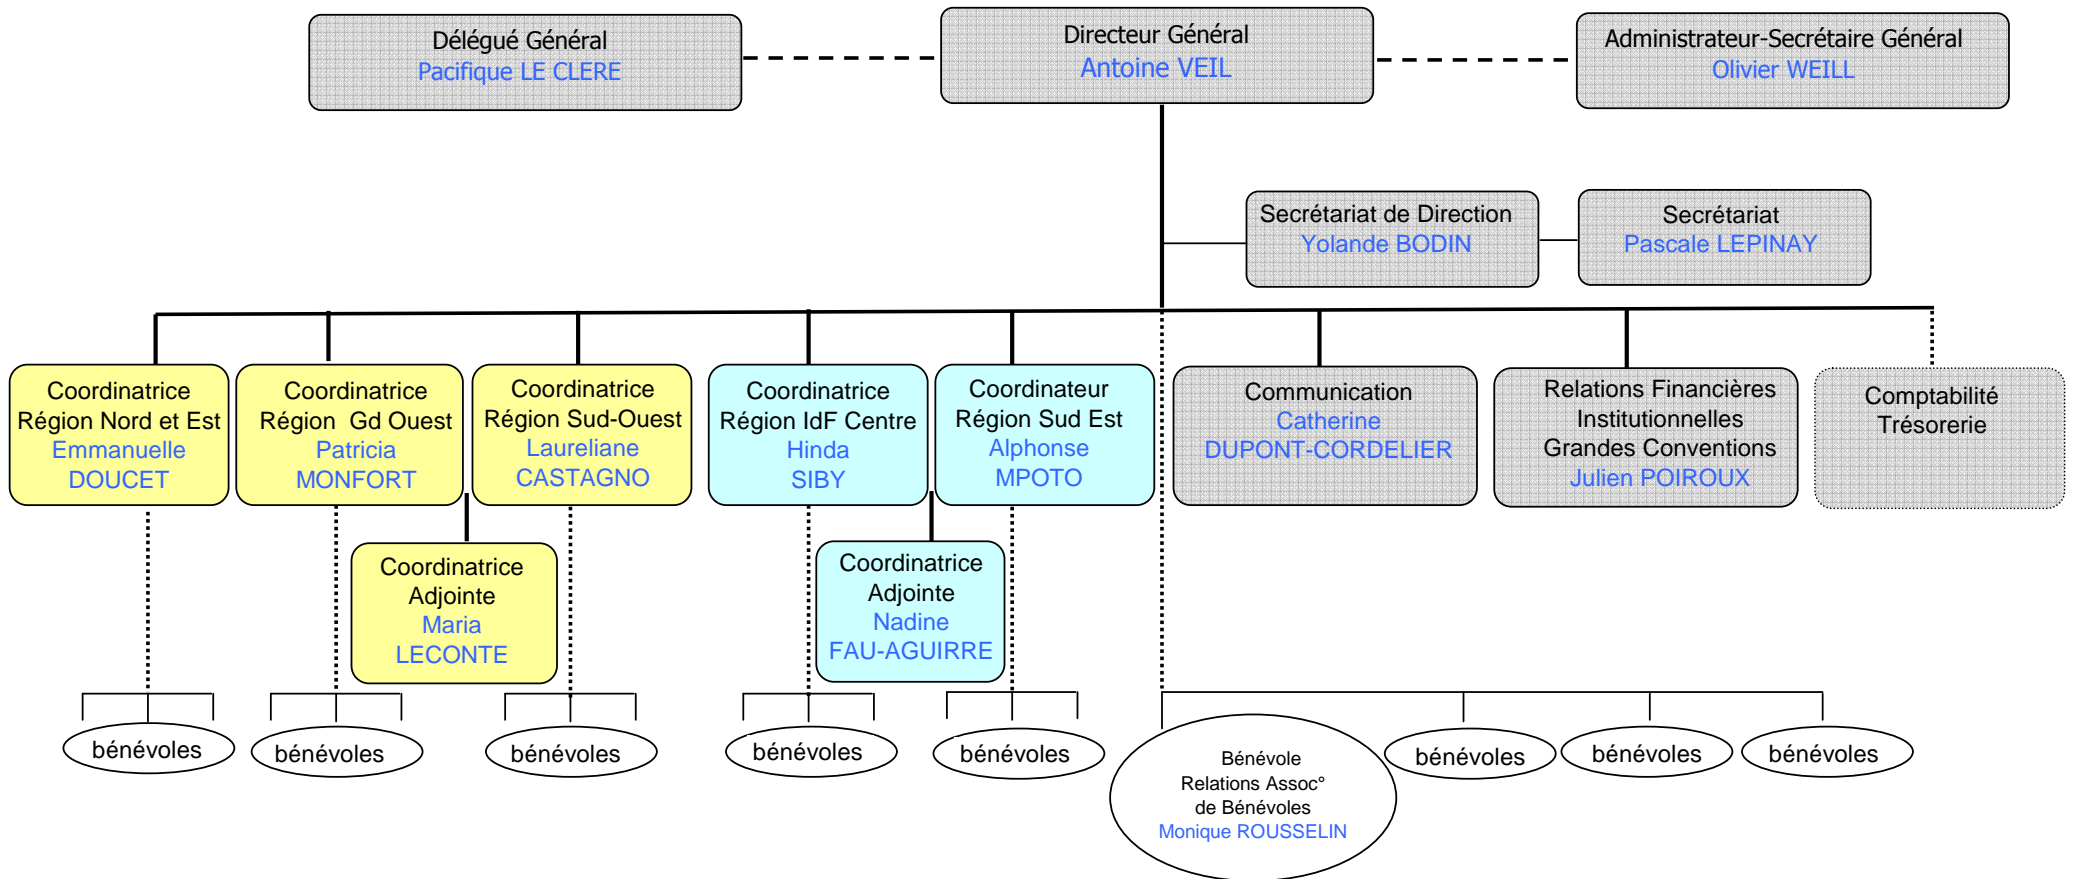 Délégué Général
Pacifique LE CLERE
Directeur Général
Antoine VEIL
Administrateur-Secrétaire Général
Olivier WEILL
Secrétariat de Direction
Yolande BODIN
Secrétariat
Pascale LEPINAY
Coordinatrice
Région Nord et Est
Emmanuelle
DOUCET
Coordinatrice
Région Gd Ouest
Patricia
MONFORT
Coordinatrice
Région Sud-Ouest
Laureliane
CASTAGNO
Coordinatrice
Région IdF Centre
Hinda
SIBY
Coordinateur
Région Sud Est
Alphonse
MPOTO
Communication
Catherine
DUPONT-CORDELIER
Relations Financières
Institutionnelles
Grandes Conventions
Julien POIROUX
Comptabilité
Trésorerie
Coordinatrice
Adjointe
Maria
LECONTE
Coordinatrice
Adjointe
Nadine
FAU-AGUIRRE
bénévoles
bénévoles
bénévoles
bénévoles
bénévoles
Bénévole
Relations Assoc°
de Bénévoles
Monique ROUSSELIN
bénévoles
bénévoles
bénévoles